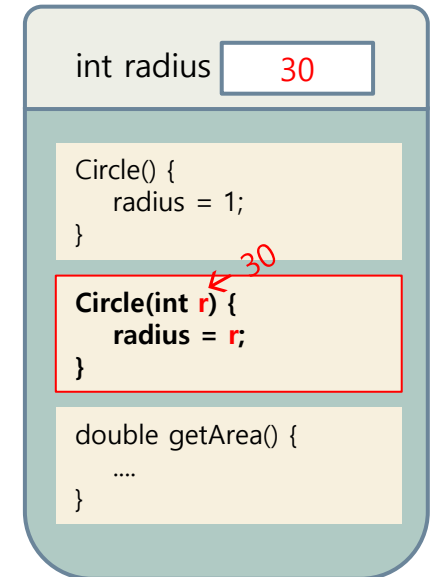 int radius 30
Circle() {
radius = 1;
}
30
Circle(int r) {
radius = r;
}
double getArea() {
....
}